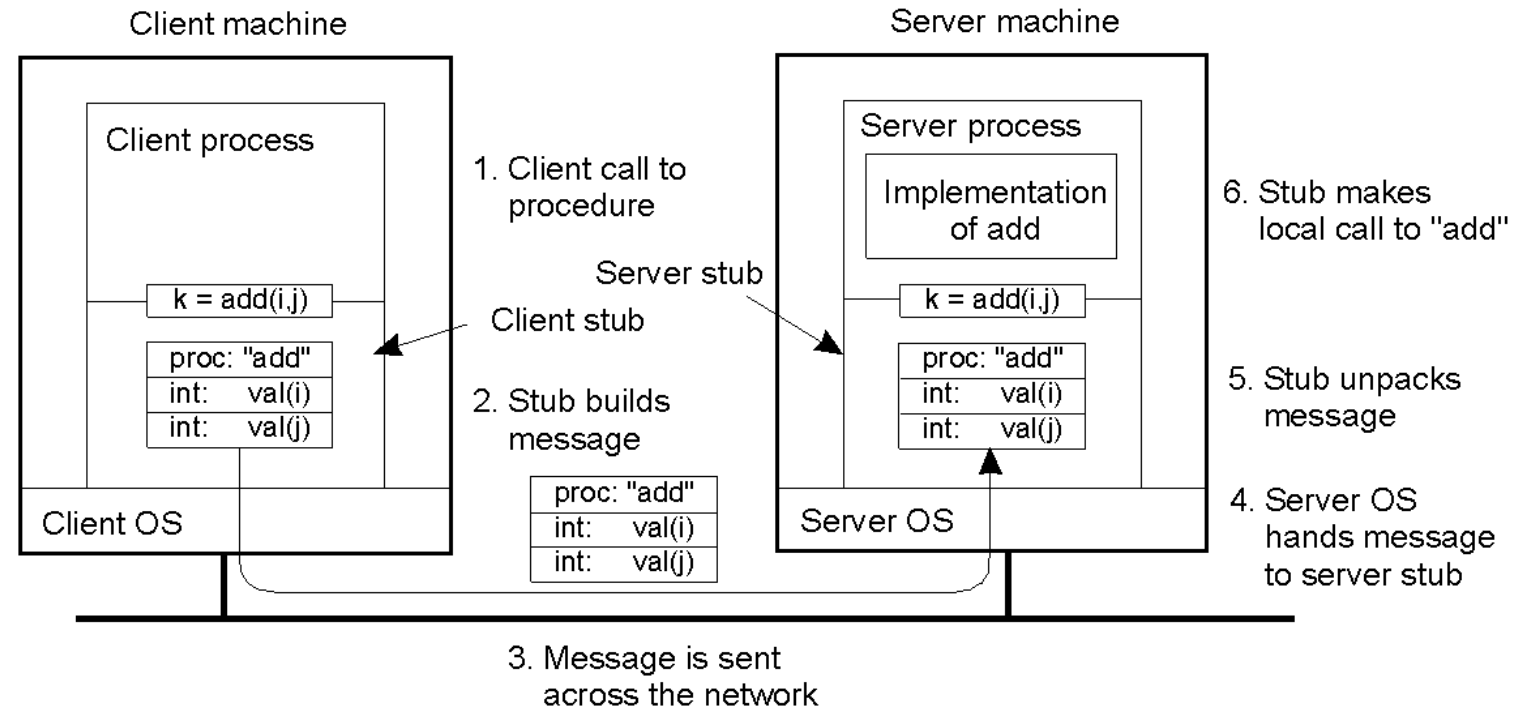 Client machine
Server machine
Client process
1. Client call to
procedure
k = add(i,j)
Client stub
proc: "add"
int: val(i)
int: val(j)
2. Stub builds
message
proc: "add"
int: val(i)
int: val(j)
Client OS
3. Message is sent
across the network
Server process
Implementation
of add
Server stub
k = add(i,j)
proc: "add"
int: val(i)
int: val(j)
Server OS
6. Stub makes
local call to "add"
5. Stub unpacks
message
4. Server OS
hands message
to server stub